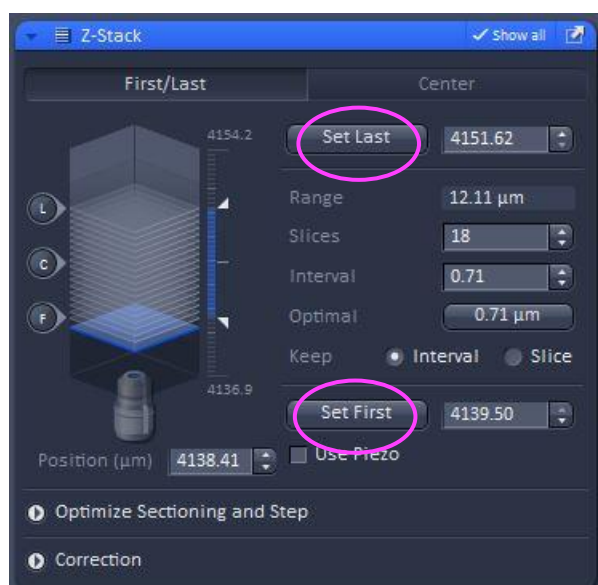 Z-Stack Show all
First/Last Center
4154.2 Set Last 4151.62
L
Range 12.11 μm
Slices 18
C
Interval 0.71
F
Optimal 0.71 μm
Keep Interval Slice
4136.9
Set First 4139.50
Position (μm) 4138.41 Use Piezo
Optimize Sectioning and Step
Correction